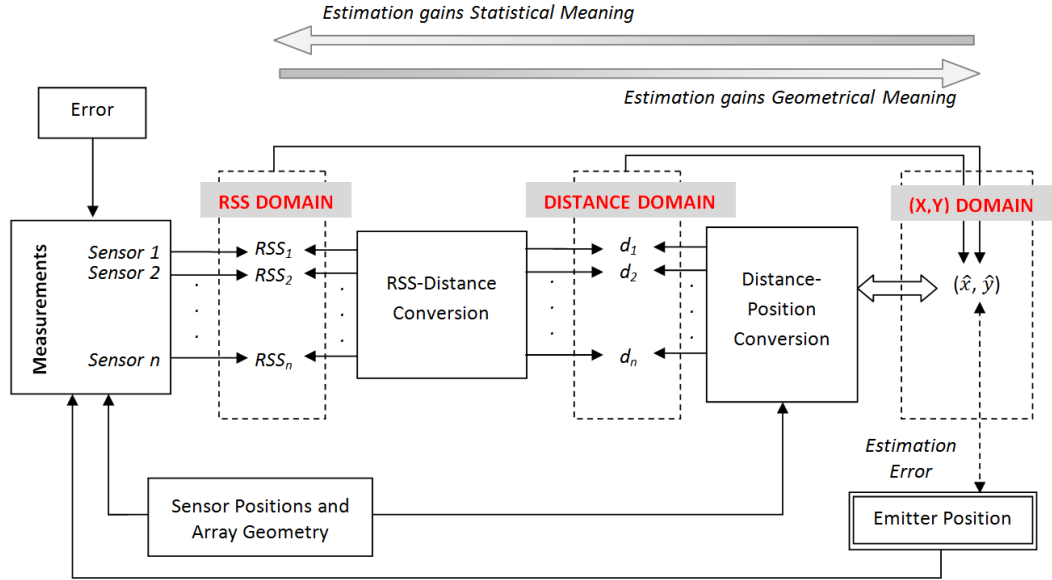 Estimation gains Statistical Meaning
Estimation gains Geometrical Meaning
Error
RSS DOMAIN
DISTANCE DOMAIN
(X,Y) DOMAIN
Measurements
Sensor 1
Sensor 2
.
.
.
Sensor n
RSS₁
RSS₂
RSSₙ
.
.
.
RSS-Distance
Conversion
.
.
.
d₁
d₂
dₙ
.
.
.
Distance-
Position
Conversion
(x̂, ŷ)
Estimation
Error
Sensor Positions and
Array Geometry
Emitter Position